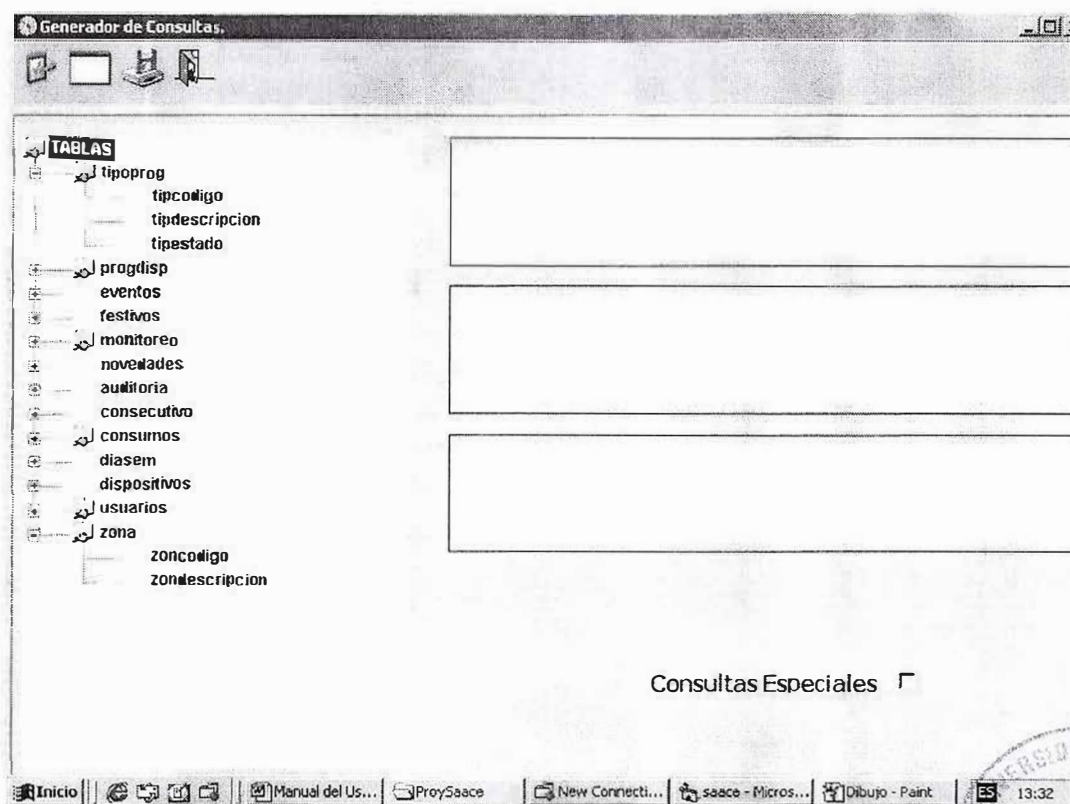 Generador de Consultas.
TABLAS
tipoprog
tipcodigo
tipdescripcion
tipestado
progdisp
eventos
festivos
monitoreo
novedades
auditoria
consecutivo
consumos
diasem
dispositivos
usuarios
zona
zoncodigo
zondescripcion
Consultas Especiales
Inicio Manual del Us... ProySaace New Connecti... saace - Micros... Dibujo - Paint ES 13:32